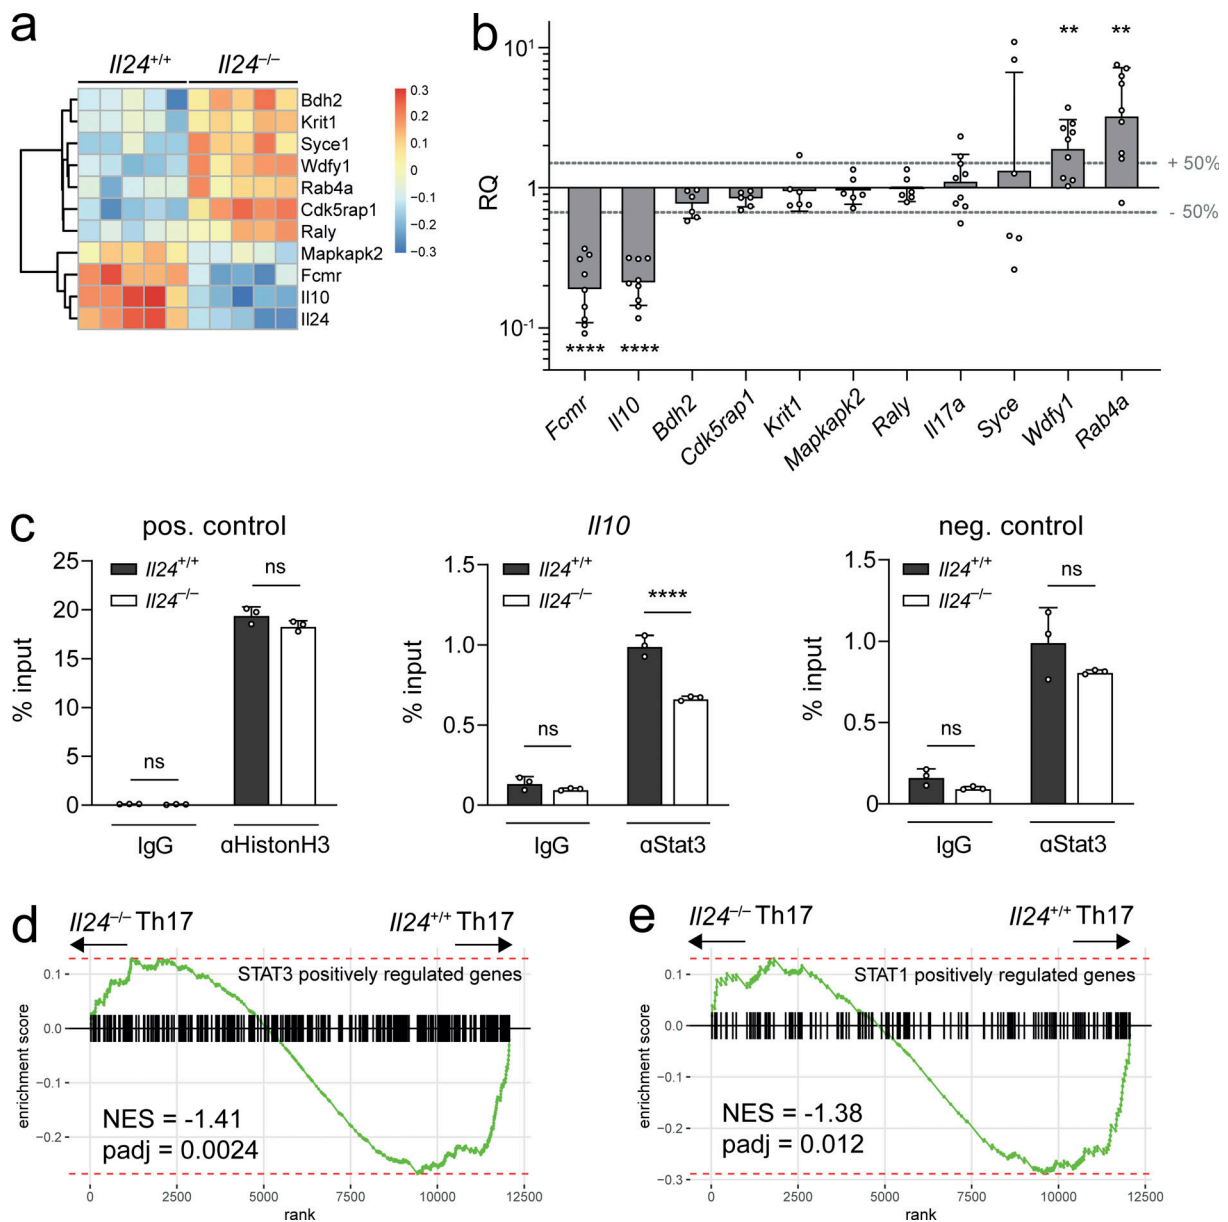 a
Il24+/+ Il24–/–
Bdh2
Krit1
Syce1
Wdfy1
Rab4a
Cdk5rap1
Raly
Mapkapk2
Fcmr
Il10
Il24
0.3
0.2
0.1
0
−0.1
−0.2
−0.3
b
RQ
10^1
1
10^-1
** **
+ 50%
- 50%
**** ****
Fcmr Il10 Bdh2 Cdk5rap1 Krit1 Mapkapk2 Raly Il17a Syce Wdfy1 Rab4a
c
pos. control
% input
25
20
15
10
5
0
Il24+/+
Il24–/–
ns
ns
IgG αHistonH3
Il10
% input
1.5
1.0
0.5
0
Il24+/+
Il24–/–
****
ns
IgG αStat3
neg. control
% input
1.5
1.0
0.5
0
Il24+/+
Il24–/–
ns
ns
IgG αStat3
d
Il24–/– Th17 Il24+/+ Th17
STAT3 positively regulated genes
enrichment score
0.1
0.0
−0.1
−0.2
NES = -1.41
padj = 0.0024
0 2500 5000 7500 10000 12500
rank
e
Il24–/– Th17 Il24+/+ Th17
STAT1 positively regulated genes
enrichment score
0.1
0.0
−0.1
−0.2
−0.3
NES = -1.38
padj = 0.012
0 2500 5000 7500 10000 12500
rank